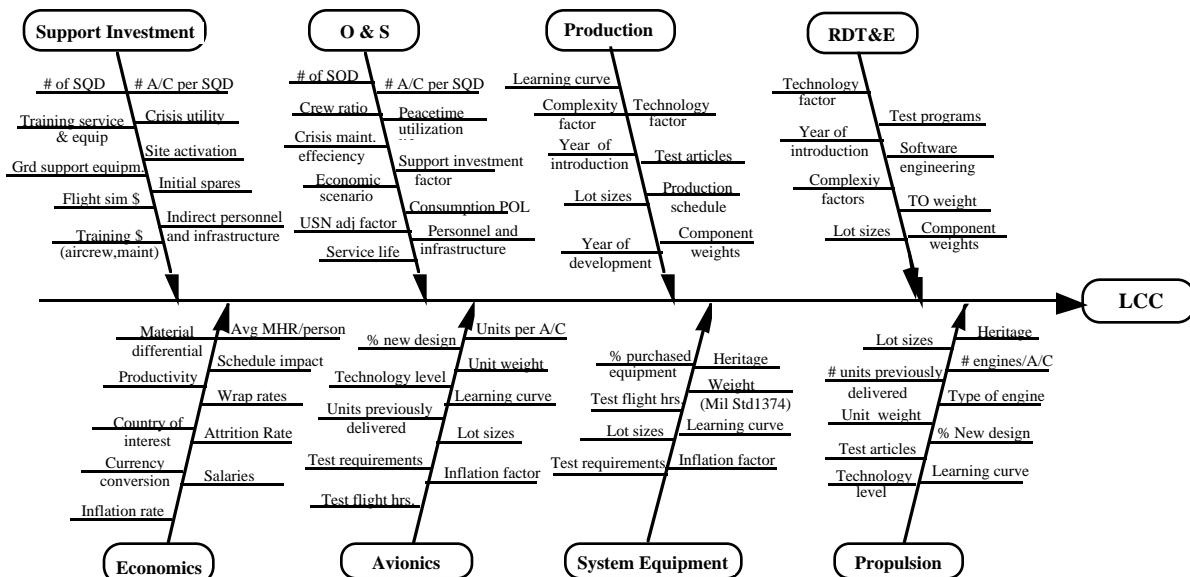 Support Investment
# of SQD
# A/C per SQD
Training service
& equip
Crisis utility
Site activation
Grd support equipm.
Initial spares
Flight sim $
Indirect personnel
and infrastructure
Training $
(aircrew,maint)
O & S
# of SQD
# A/C per SQD
Crew ratio
Peacetime
utilization
Crisis maint.
effeciency
Support investment
factor
Economic
scenario
Consumption POL
USN adj factor
Personnel and
infrastructure
Service life
Production
Learning curve
Complexity
factor
Technology
factor
Year of
introduction
Test articles
Lot sizes
Production
schedule
Year of
development
Component
weights
RDT&E
Technology
factor
Test programs
Year of
introduction
Software
engineering
Complexiy
factors
TO weight
Lot sizes
Component
weights
LCC
Material
differential
Avg MHR/person
Schedule impact
Productivity
Wrap rates
Country of
interest
Attrition Rate
Currency
conversion
Salaries
Inflation rate
Economics
% new design
Units per A/C
Technology level
Unit weight
Units previously
delivered
Learning curve
Lot sizes
Test requirements
Inflation factor
Test flight hrs.
Avionics
% purchased
equipment
Heritage
Test flight hrs.
Weight
(Mil Std1374)
Lot sizes
Learning curve
Test requirements
Inflation factor
System Equipment
Lot sizes
Heritage
# units previously
delivered
# engines/A/C
Unit weight
Type of engine
Test articles
% New design
Technology
level
Learning curve
Propulsion